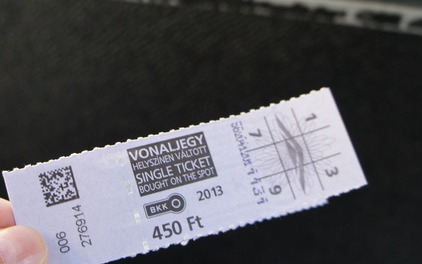 VONALJEGY
HELYSZÍNEN VÁLTOTT
SINGLE TICKET
BOUGHT ON THE SPOT
BKK
2013
450 Ft
006
276914
1
3
7
9